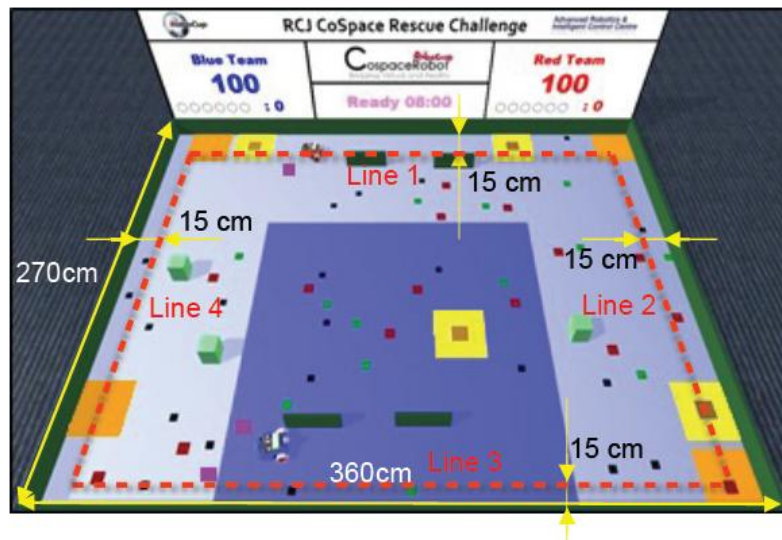 RCJ CoSpace Rescue Challenge
Advanced Robotics &
Intelligent Control Centre
Blue Team
100
: 0
CospaceRobot
Ready 08:00
Red Team
100
: 0
Line 1
15 cm
15 cm
15 cm
270cm
Line 4
Line 2
15 cm
360cm
Line 3